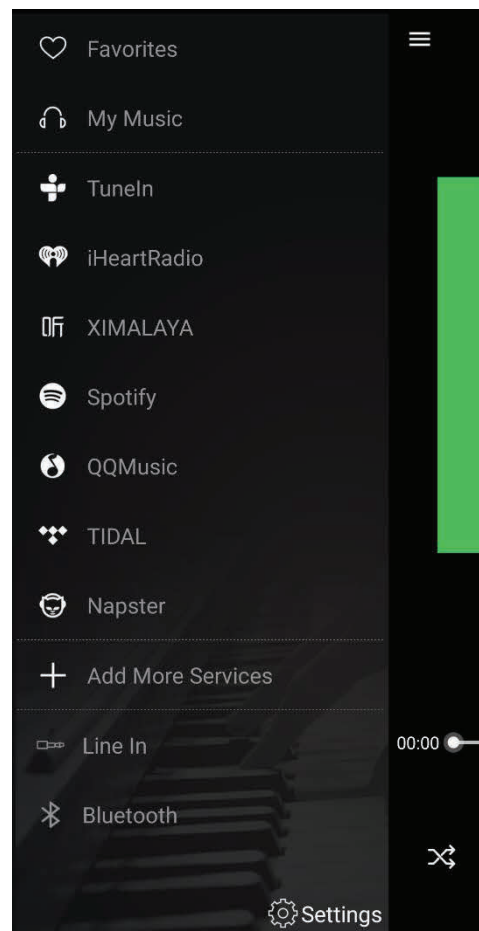 Favorites
My Music
TuneIn
iHeartRadio
XIMALAYA
Spotify
QQMusic
TIDAL
Napster
Add More Services
Line In
00:00
Bluetooth
Settings